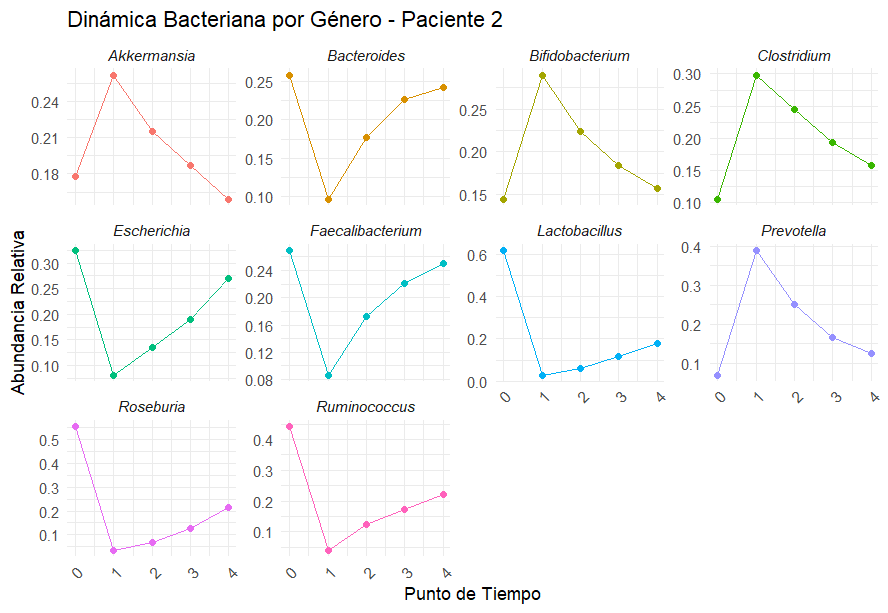 Dinámica Bacteriana por Género - Paciente 2
Akkermansia
0.24
0.21
0.18
Bacteroides
0.25
0.20
0.15
0.10
Bifidobacterium
0.25
0.20
0.15
Clostridium
0.30
0.25
0.20
0.15
0.10
Abundancia Relativa
Escherichia
0.30
0.25
0.20
0.15
0.10
Faecalibacterium
0.24
0.20
0.16
0.12
0.08
Lactobacillus
0.6
0.4
0.2
0.0
0 1 2 3 4
Prevotella
0.4
0.3
0.2
0.1
0 1 2 3 4
Roseburia
0.5
0.4
0.3
0.2
0.1
0 1 2 3 4
Ruminococcus
0.4
0.3
0.2
0.1
0 1 2 3 4
Punto de Tiempo